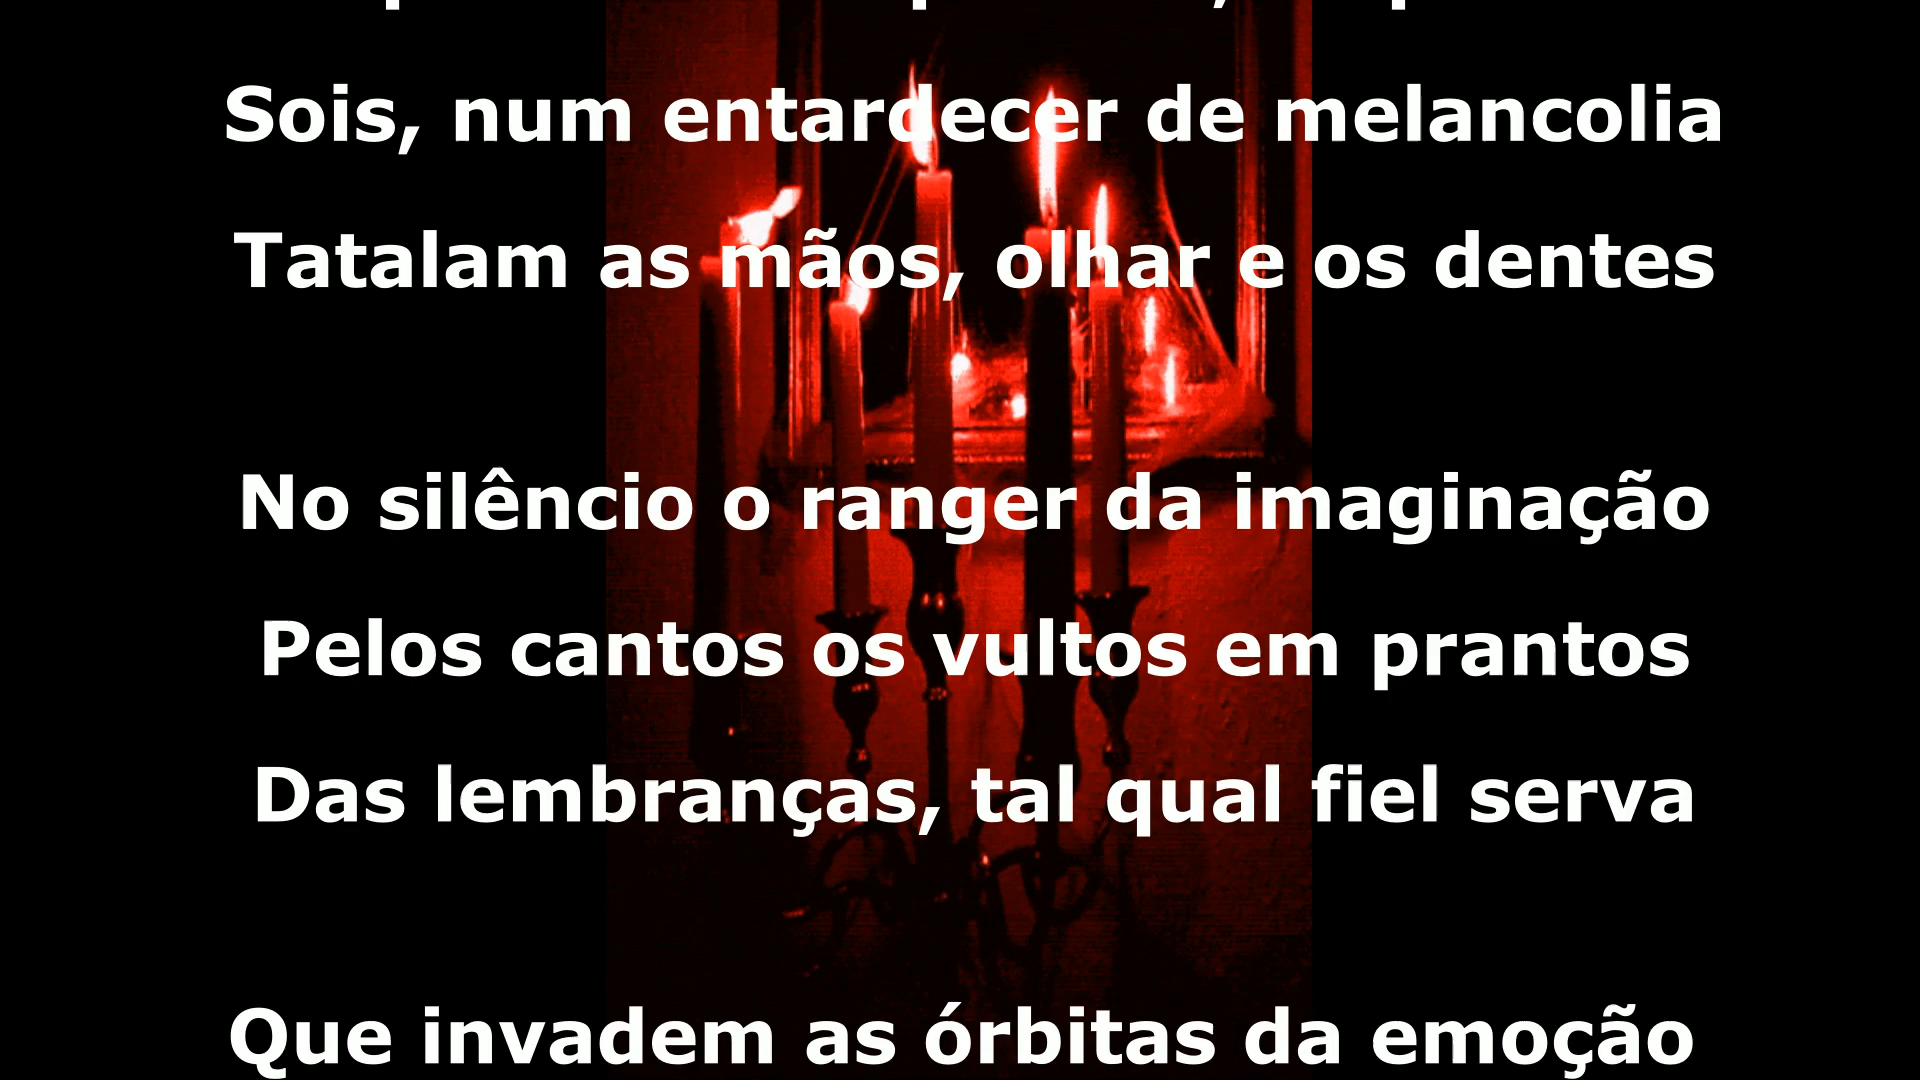 Sois, num entardecer de melancolia
Tatalam as mãos, olhar e os dentes
No silêncio o ranger da imaginação
Pelos cantos os vultos em prantos
Das lembranças, tal qual fiel serva
Que invadem as órbitas da emoção